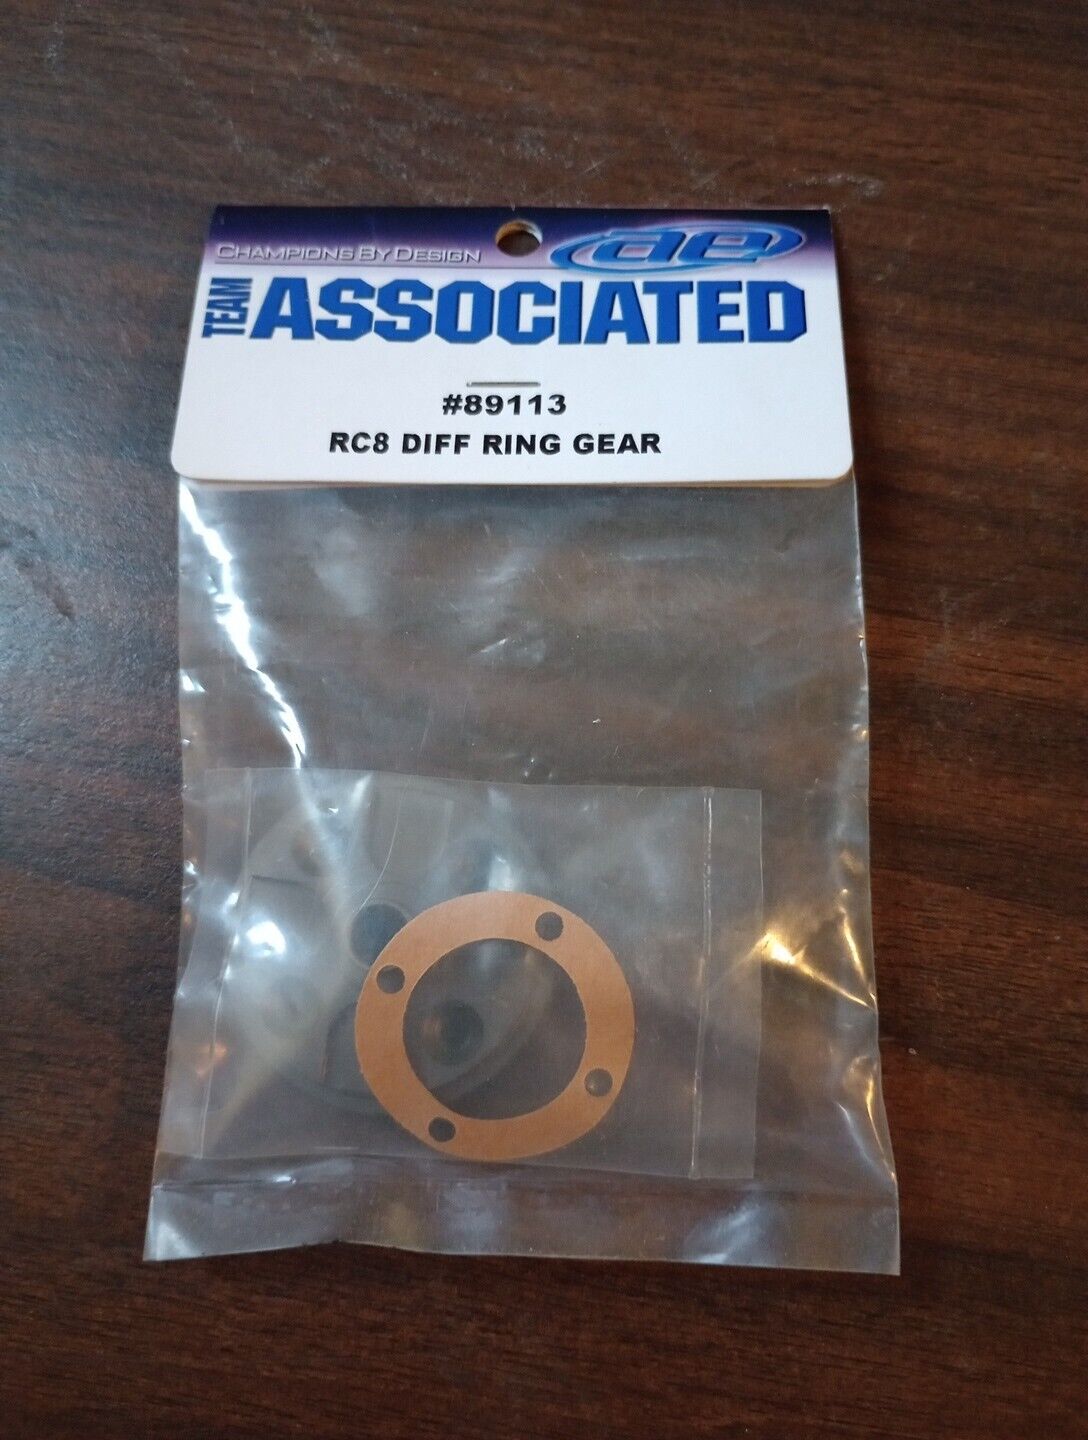 CHAMPIONS BY DESIGN
ae
TEAM ASSOCIATED
#89113
RC8 DIFF RING GEAR